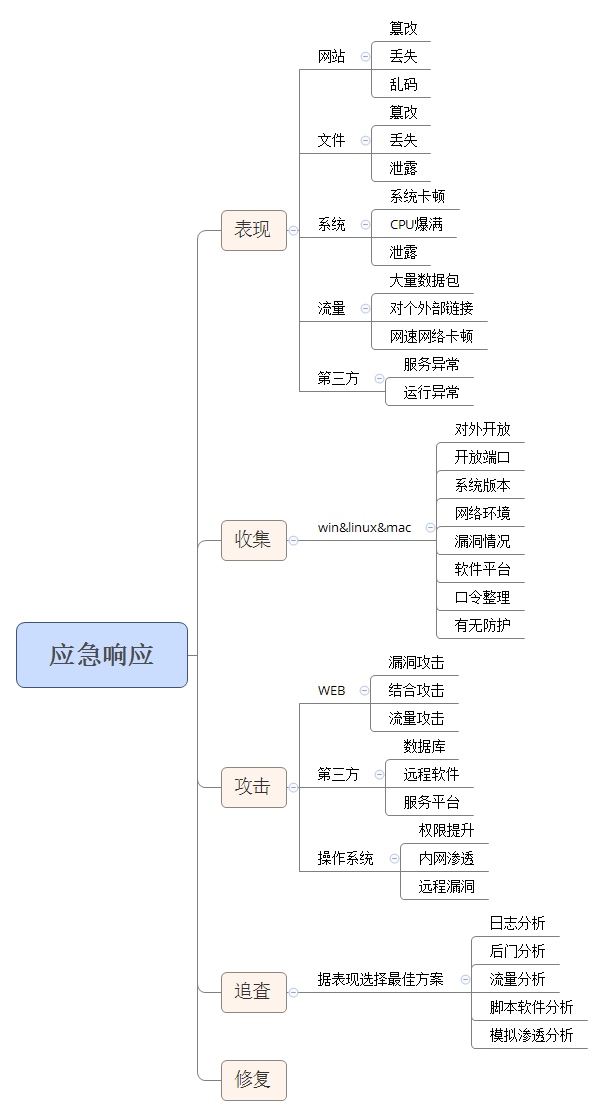 应急响应
表现
网站
篡改
丢失
乱码
文件
篡改
丢失
泄露
系统
系统卡顿
CPU爆满
泄露
流量
大量数据包
对个外部链接
网速网络卡顿
第三方
服务异常
运行异常
收集
win&linux&mac
对外开放
开放端口
系统版本
网络环境
漏洞情况
软件平台
口令整理
有无防护
攻击
WEB
漏洞攻击
结合攻击
流量攻击
第三方
数据库
远程软件
服务平台
操作系统
权限提升
内网渗透
远程漏洞
追查
据表现选择最佳方案
日志分析
后门分析
流量分析
脚本软件分析
模拟渗透分析
修复